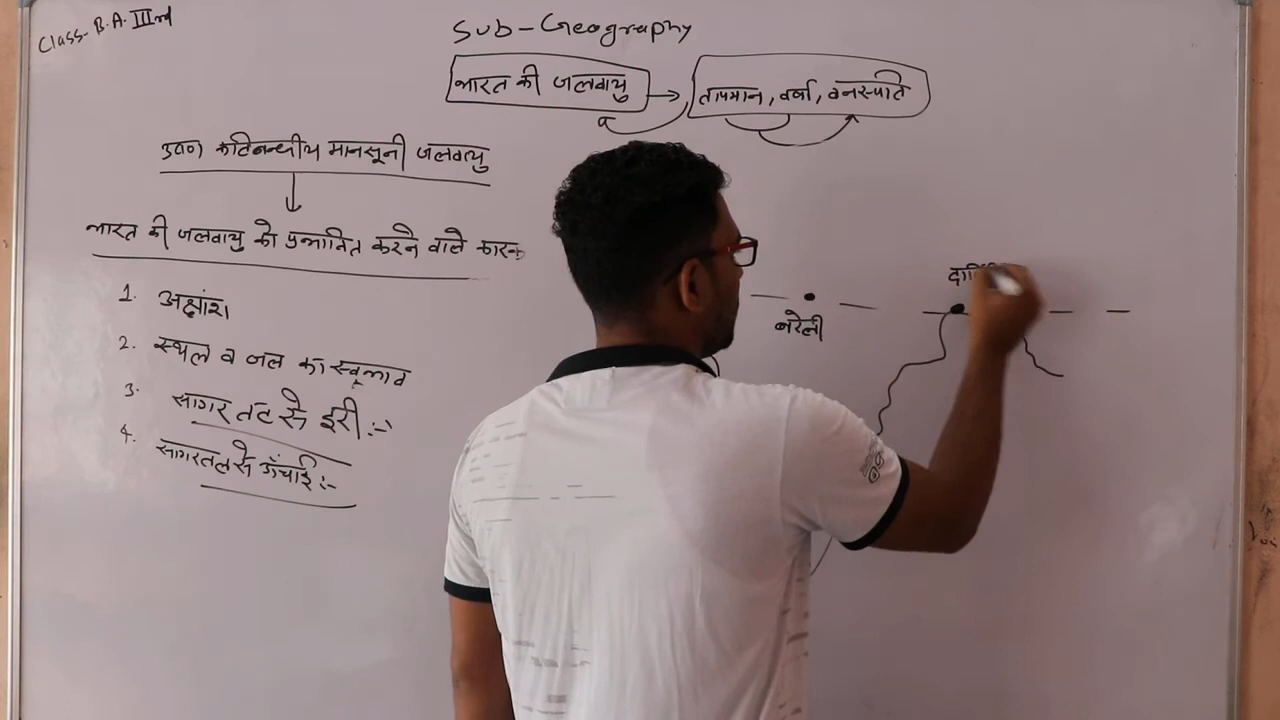 Class- B.A. IIIrd
Sub-Geography
भारत की जलवायु → तापमान, वर्षा, वनस्पति
उष्ण कटिबन्धीय मानसूनी जलवायु
भारत की जलवायु को प्रभावित करने वाले कारक
1. अक्षांश
2. स्थल व जल का स्वभाव
3. सागर तट से दूरी :-
4. सागरतल से ऊँचाई :-
बरेली